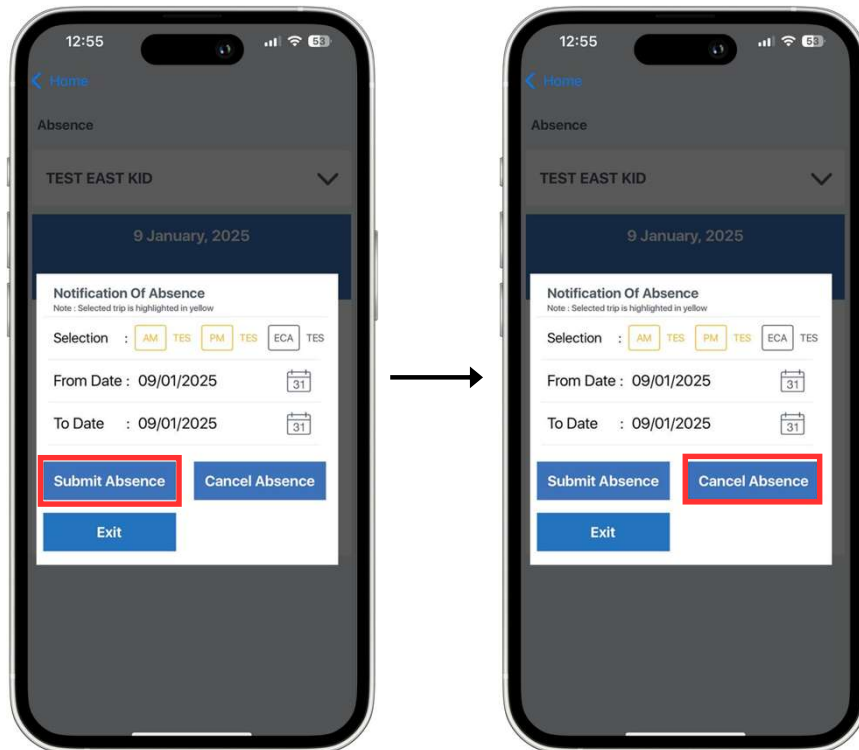 12:55
53
Home
Absence
TEST EAST KID
9 January, 2025
Notification Of Absence
Note : Selected trip is highlighted in yellow
Selection : AM TES PM TES ECA TES
From Date : 09/01/2025 31
To Date : 09/01/2025 31
Submit Absence Cancel Absence
Exit
12:55
53
Home
Absence
TEST EAST KID
9 January, 2025
Notification Of Absence
Note : Selected trip is highlighted in yellow
Selection : AM TES PM TES ECA TES
From Date : 09/01/2025 31
To Date : 09/01/2025 31
Submit Absence Cancel Absence
Exit